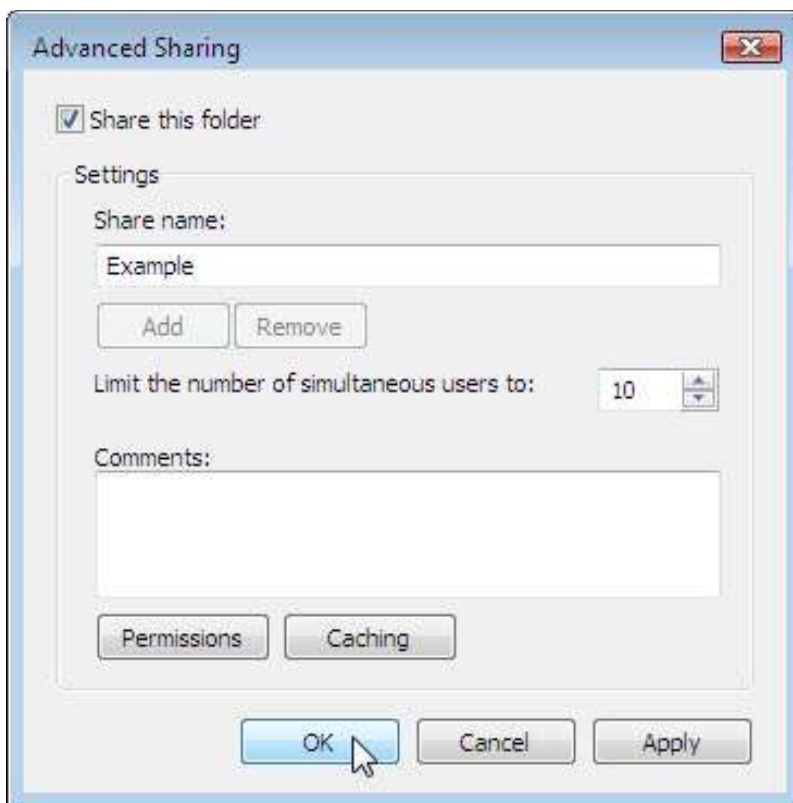 Advanced Sharing
Share this folder
Settings
Share name:
Example
Add Remove
Limit the number of simultaneous users to: 10
Comments:
Permissions Caching
OK Cancel Apply